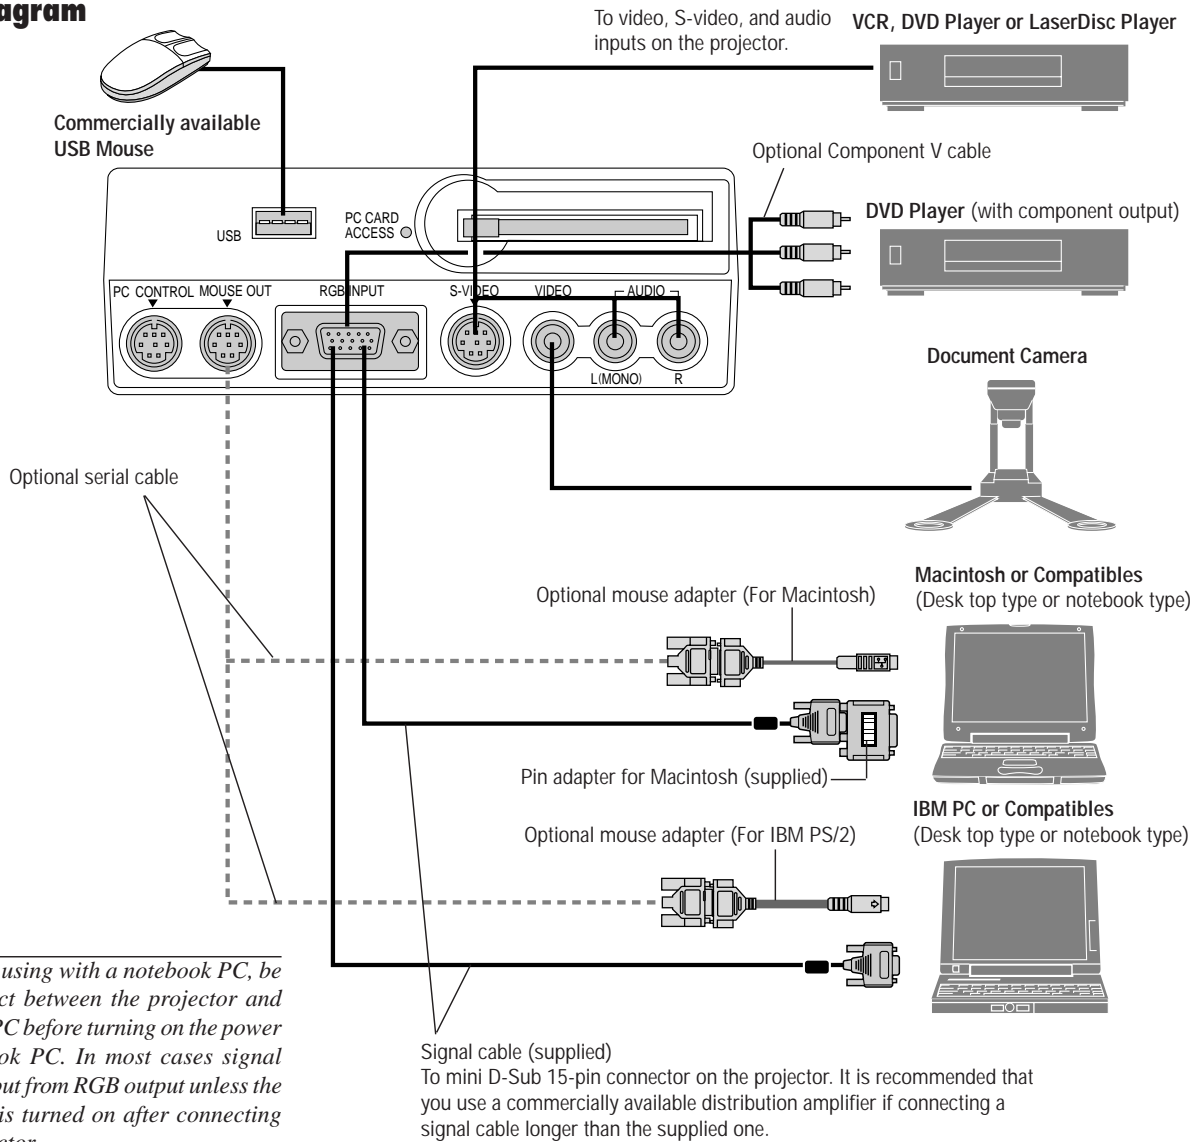 agram
To video, S-video, and audio
inputs on the projector.
VCR, DVD Player or LaserDisc Player
Commercially available
USB Mouse
Optional Component V cable
DVD Player (with component output)
USB
PC CARD
ACCESS
PC CONTROL MOUSE OUT RGB INPUT S-VIDEO VIDEO AUDIO
L(MONO) R
Document Camera
Optional serial cable
Macintosh or Compatibles
(Desk top type or notebook type)
Optional mouse adapter (For Macintosh)
Pin adapter for Macintosh (supplied)
IBM PC or Compatibles
(Desk top type or notebook type)
Optional mouse adapter (For IBM PS/2)
using with a notebook PC, be
ct between the projector and
PC before turning on the power
ok PC. In most cases signal
out from RGB output unless the
is turned on after connecting
ctor.
Signal cable (supplied)
To mini D-Sub 15-pin connector on the projector. It is recommended that
you use a commercially available distribution amplifier if connecting a
signal cable longer than the supplied one.